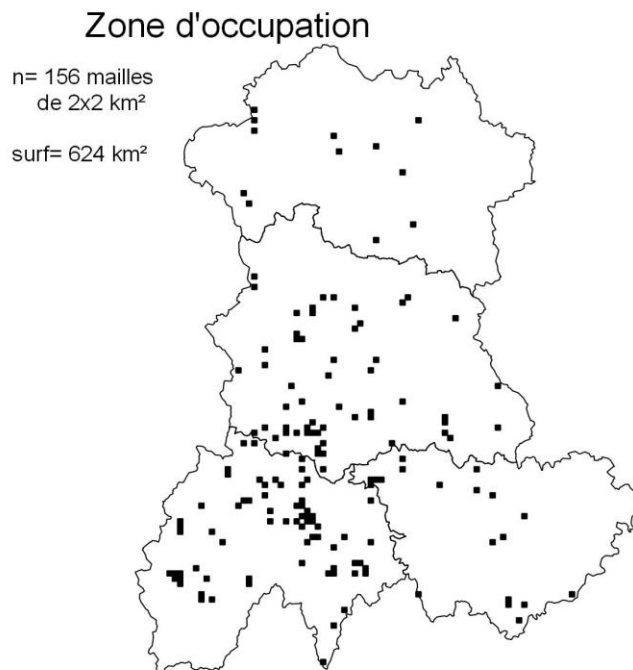 Zone d'occupation
n= 156 mailles
de 2x2 km²
surf= 624 km²